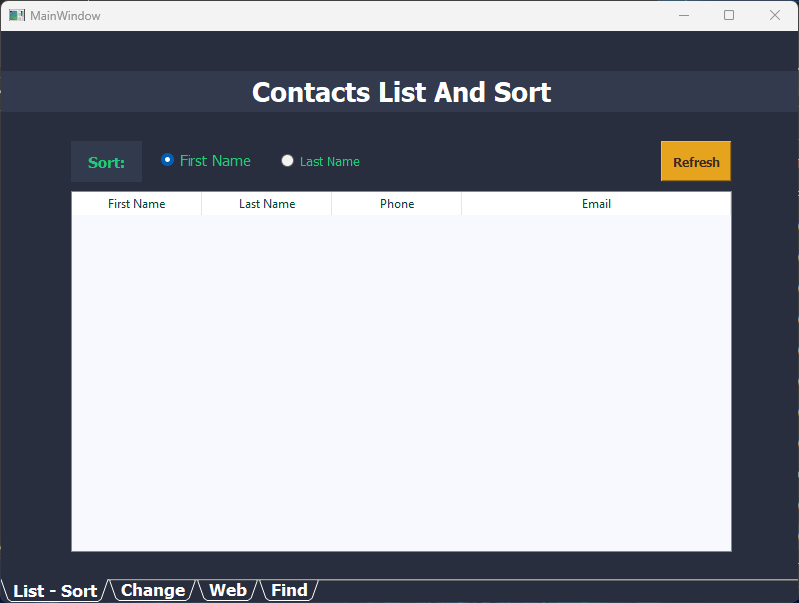 MainWindow
Contacts List And Sort
Sort: First Name Last Name Refresh
First Name Last Name Phone Email
List - Sort Change Web Find